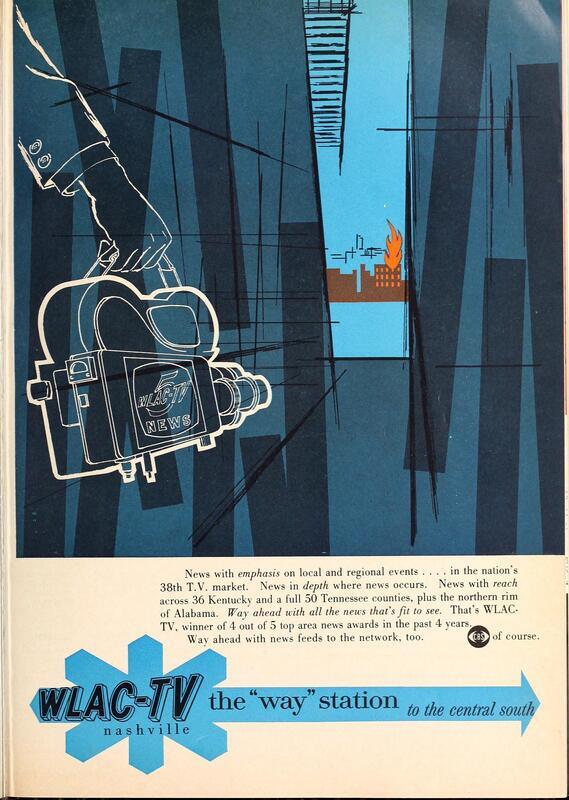 5
WLAC-TV
NEWS
News with emphasis on local and regional events . . . . in the nation's
38th T.V. market. News in depth where news occurs. News with reach
across 36 Kentucky and a full 50 Tennessee counties, plus the northern rim
of Alabama. Way ahead with all the news that's fit to see. That's WLAC-
TV, winner of 4 out of 5 top area news awards in the past 4 years.
Way ahead with news feeds to the network, too. CBS of course.
WLAC-TV
nashville
the "way" station to the central south